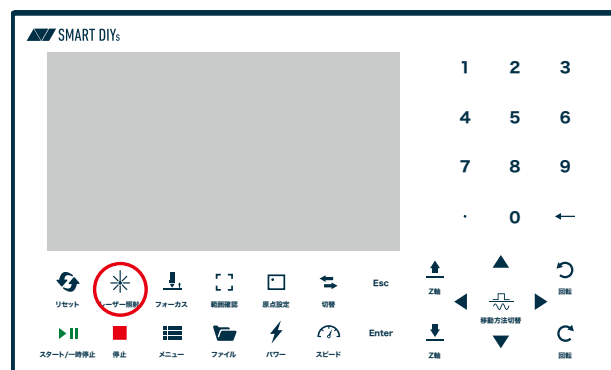 SMART DIYs
1 2 3
4 5 6
7 8 9
. 0 ←
リセット レーザー照射 フォーカス 範囲確認 原点設定 切替 Esc
Z軸 回転
移動方法切替
スタート/一時停止 停止 メニュー ファイル パワー スピード Enter
Z軸 回転